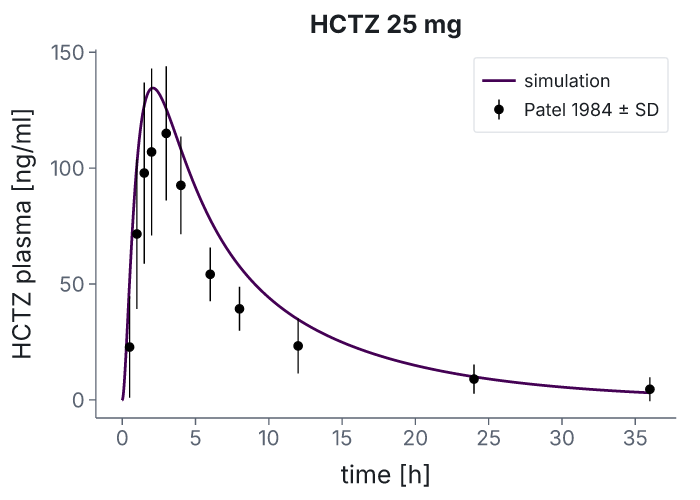 HCTZ 25 mg
150
100
50
0
HCTZ plasma [ng/ml]
simulation
Patel 1984 ± SD
0 5 10 15 20 25 30 35
time [h]